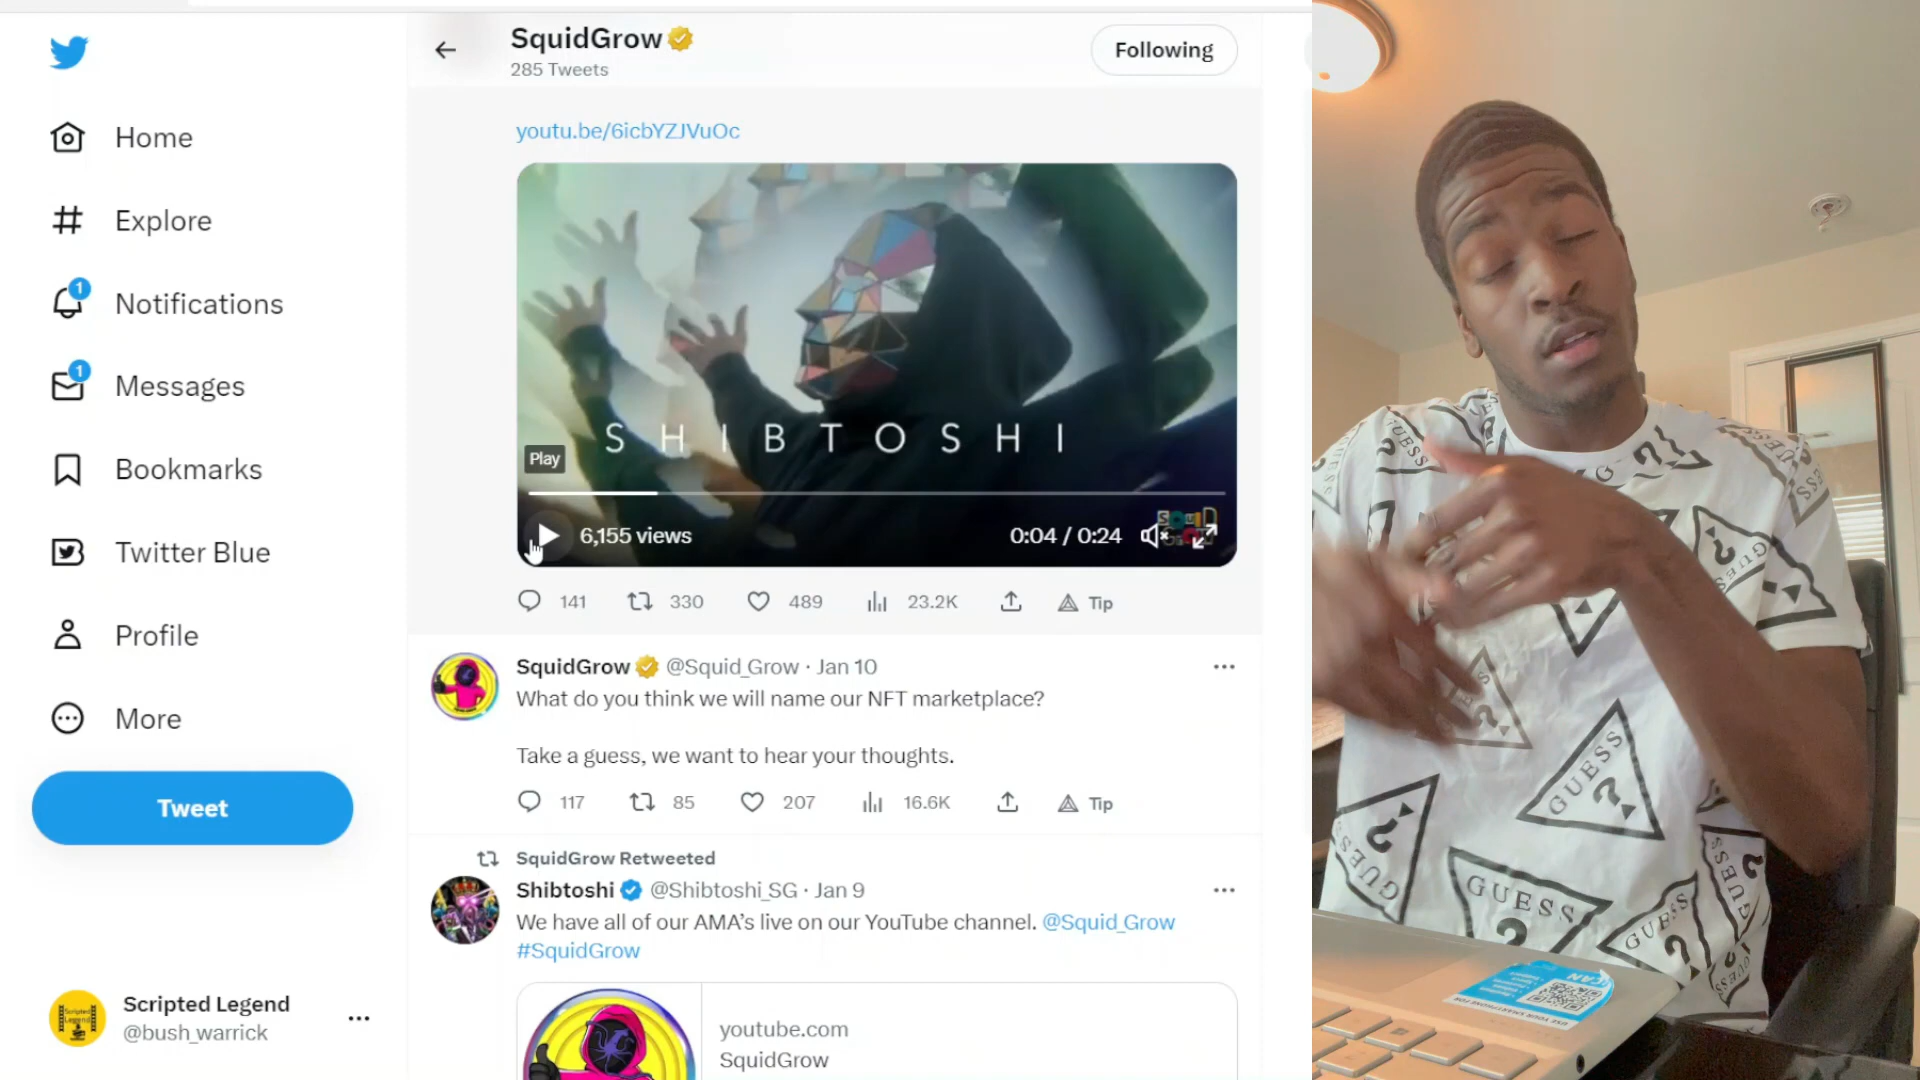 SquidGrow
285 Tweets
Following
Home
Explore
1
Notifications
1
Messages
Bookmarks
Twitter Blue
Profile
More
Tweet
Scripted Legend
@bush_warrick
youtu.be/6icbYZJVuOc
SHIBTOSHI
Play
6,155 views
0:04 / 0:24
141
330
489
23.2K
Tip
SquidGrow @Squid_Grow · Jan 10
What do you think we will name our NFT marketplace?
Take a guess, we want to hear your thoughts.
117
85
207
16.6K
Tip
SquidGrow Retweeted
Shibtoshi @Shibtoshi_SG · Jan 9
We have all of our AMA's live on our YouTube channel. @Squid_Grow
#SquidGrow
youtube.com
SquidGrow
GUESS
?
GUESS
?
GUESS
?
GUESS